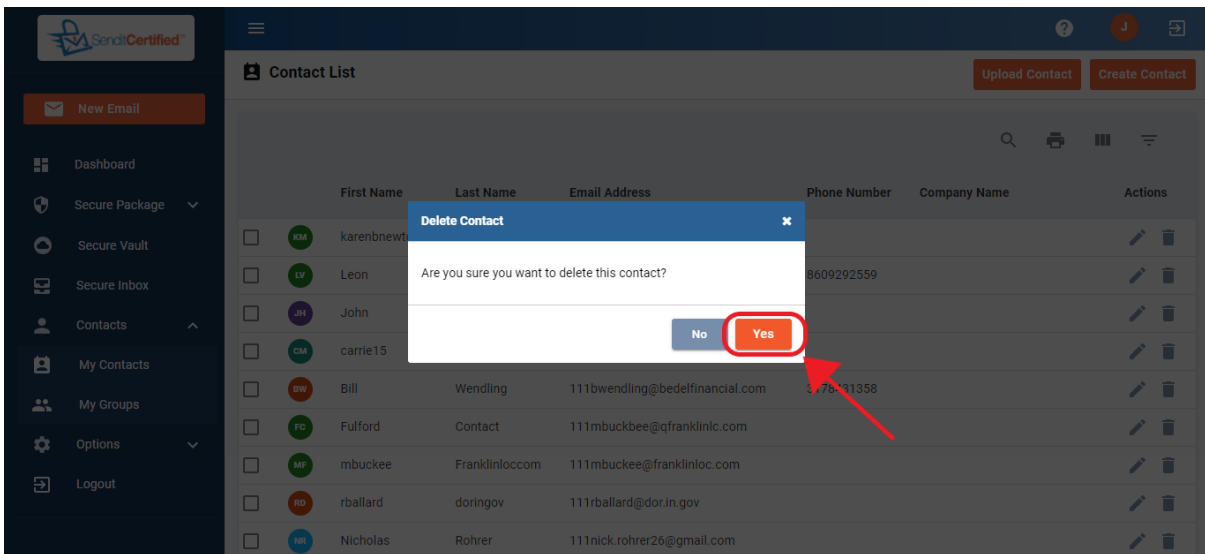 SenditCertified™
?
J
Contact List
Upload Contact
Create Contact
New Email
Dashboard
Secure Package
Secure Vault
Secure Inbox
Contacts
My Contacts
My Groups
Options
Logout
First Name Last Name Email Address Phone Number Company Name Actions
Delete Contact ×
Are you sure you want to delete this contact?
No Yes
KM
LV Leon 8609292559
JH John
CM carrie15
BW Bill Wendling 111bwendling@bedelfinancial.com
FC Fulford Contact 111mbuckbee@qfranklinlc.com
MF mbuckee Franklinloccom 111mbuckee@franklinloc.com
RD rballard doringov 111rballard@dor.in.gov
NR Nicholas Rohrer 111nick.rohrer26@gmail.com